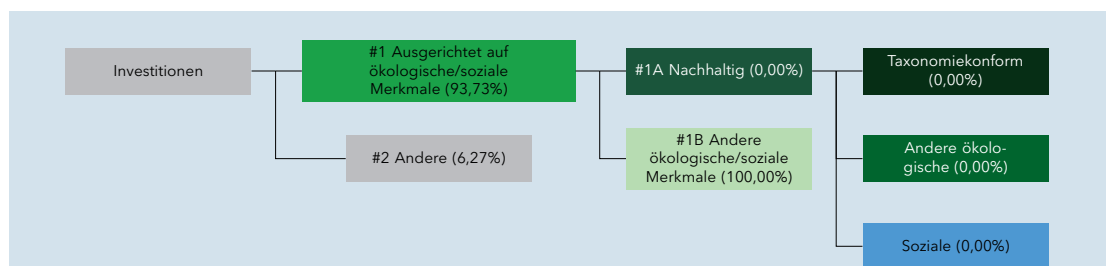 Investitionen
#1 Ausgerichtet auf
ökologische/soziale
Merkmale (93,73%)
#2 Andere (6,27%)
#1A Nachhaltig (0,00%)
#1B Andere
ökologische/soziale
Merkmale (100,00%)
Taxonomiekonform
(0,00%)
Andere ökolo-
gische (0,00%)
Soziale (0,00%)